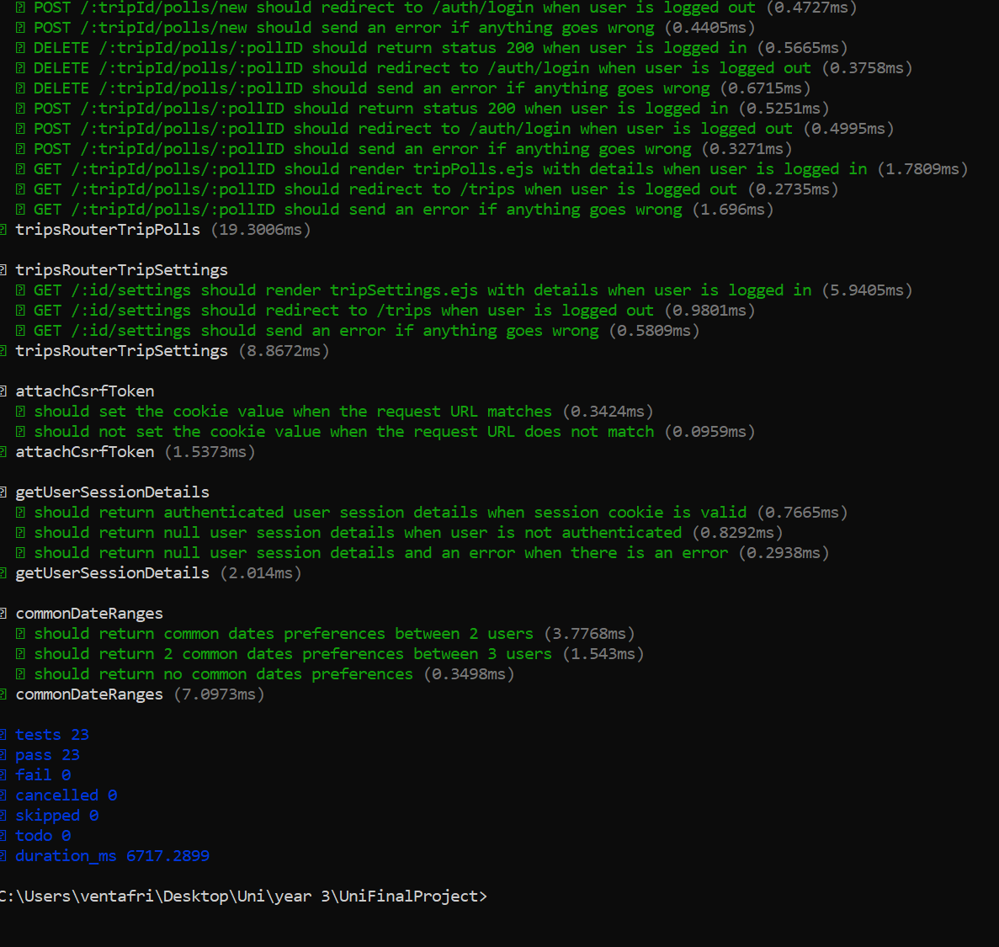 POST /:tripId/polls/new should redirect to /auth/login when user is logged out (0.4727ms)
POST /:tripId/polls/new should send an error if anything goes wrong (0.4405ms)
DELETE /:tripId/polls/:pollID should return status 200 when user is logged in (0.5665ms)
DELETE /:tripId/polls/:pollID should redirect to /auth/login when user is logged out (0.3758ms)
DELETE /:tripId/polls/:pollID should send an error if anything goes wrong (0.6715ms)
POST /:tripId/polls/:pollID should return status 200 when user is logged in (0.5251ms)
POST /:tripId/polls/:pollID should redirect to /auth/login when user is logged out (0.4995ms)
POST /:tripId/polls/:pollID should send an error if anything goes wrong (0.3271ms)
GET /:tripId/polls/:pollID should render tripPolls.ejs with details when user is logged in (1.7809ms)
GET /:tripId/polls/:pollID should redirect to /trips when user is logged out (0.2735ms)
GET /:tripId/polls/:pollID should send an error if anything goes wrong (1.696ms)
tripsRouterTripPolls (19.3006ms)
tripsRouterTripSettings
GET /:id/settings should render tripSettings.ejs with details when user is logged in (5.9405ms)
GET /:id/settings should redirect to /trips when user is logged out (0.9801ms)
GET /:id/settings should send an error if anything goes wrong (0.5809ms)
tripsRouterTripSettings (8.8672ms)
attachCsrfToken
should set the cookie value when the request URL matches (0.3424ms)
should not set the cookie value when the request URL does not match (0.0959ms)
attachCsrfToken (1.5373ms)
getUserSessionDetails
should return authenticated user session details when session cookie is valid (0.7665ms)
should return null user session details when user is not authenticated (0.8292ms)
should return null user session details and an error when there is an error (0.2938ms)
getUserSessionDetails (2.014ms)
commonDateRanges
should return common dates preferences between 2 users (3.7768ms)
should return 2 common dates preferences between 3 users (1.543ms)
should return no common dates preferences (0.3498ms)
commonDateRanges (7.0973ms)
tests 23
pass 23
fail 0
cancelled 0
skipped 0
todo 0
duration_ms 6717.2899
C:\Users\ventafri\Desktop\Uni\year 3\UniFinalProject>